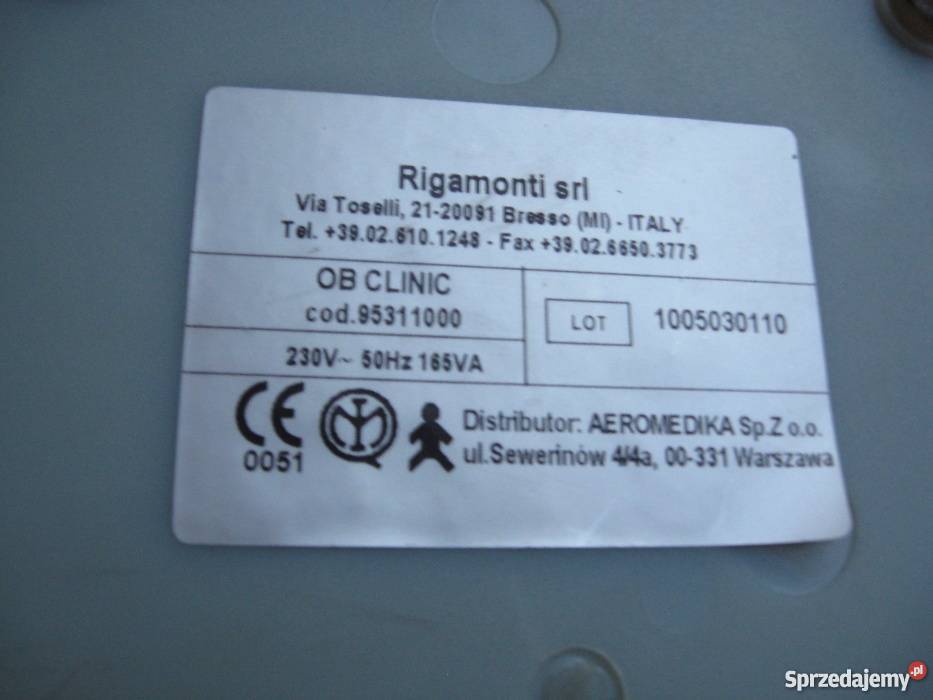 Rigamonti srl
Via Toselli, 21-20091 Bresso (MI) - ITALY
Tel. +39.02.610.1248 - Fax +39.02.6650.3773
OB CLINIC
cod.95311000
LOT 1005030110
230V~ 50Hz 165VA
CE
0051
IMQ
Distributor: AEROMEDIKA Sp.Z o.o.
ul.Sewerinów 4/4a, 00-331 Warszawa
Sprzedajemy.pl